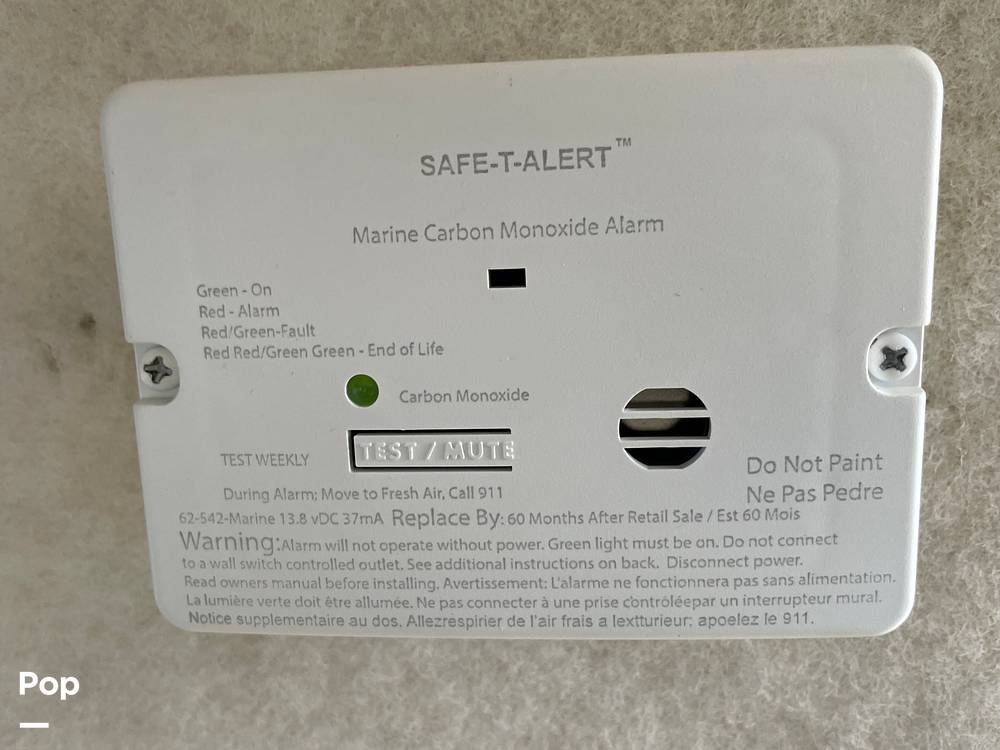 SAFE-T-ALERT™
Marine Carbon Monoxide Alarm
Green - On
Red - Alarm
Red/Green-Fault
Red Red/Green Green - End of Life
Carbon Monoxide
TEST WEEKLY
TEST / MUTE
Do Not Paint
Ne Pas Pedre
During Alarm; Move to Fresh Air, Call 911
62-542-Marine 13.8 vDC 37mA Replace By: 60 Months After Retail Sale / Est 60 Mois
Warning:Alarm will not operate without power. Green light must be on. Do not connect
to a wall switch controlled outlet. See additional instructions on back. Disconnect power.
Read owners manual before installing. Avertissement: L'alarme ne fonctionnera pas sans alimentation.
La lumière verte doit être allumée. Ne pas connecter à une prise contróléepar un interrupteur mural.
Notice supplementaire au dos. Allezréspirier de l'air frais a lextturieur; apoelez le 911.
Pop